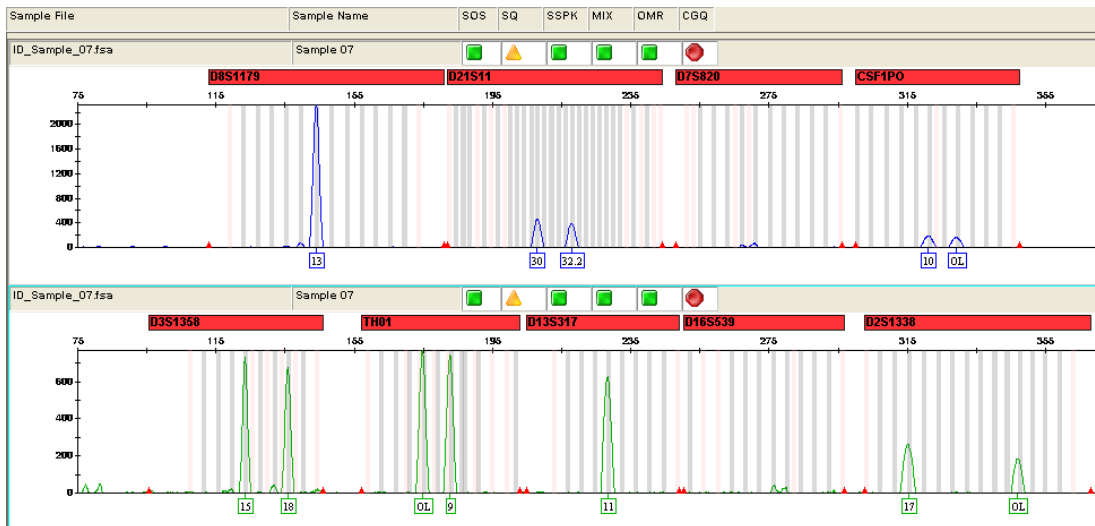 Sample File Sample Name SOS SQ SSPK MIX OMR CGQ
ID_Sample_07.fsa Sample 07
D8S1179 D21S11 D7S820 CSF1PO
75 115 155 195 235 275 315 355
2000
1600
1200
800
400
0
13 30 32.2 10 OL
ID_Sample_07.fsa Sample 07
D3S1358 TH01 D13S317 D16S539 D2S1338
75 115 155 195 235 275 315 355
600
400
200
0
15 18 OL 9 11 17 OL